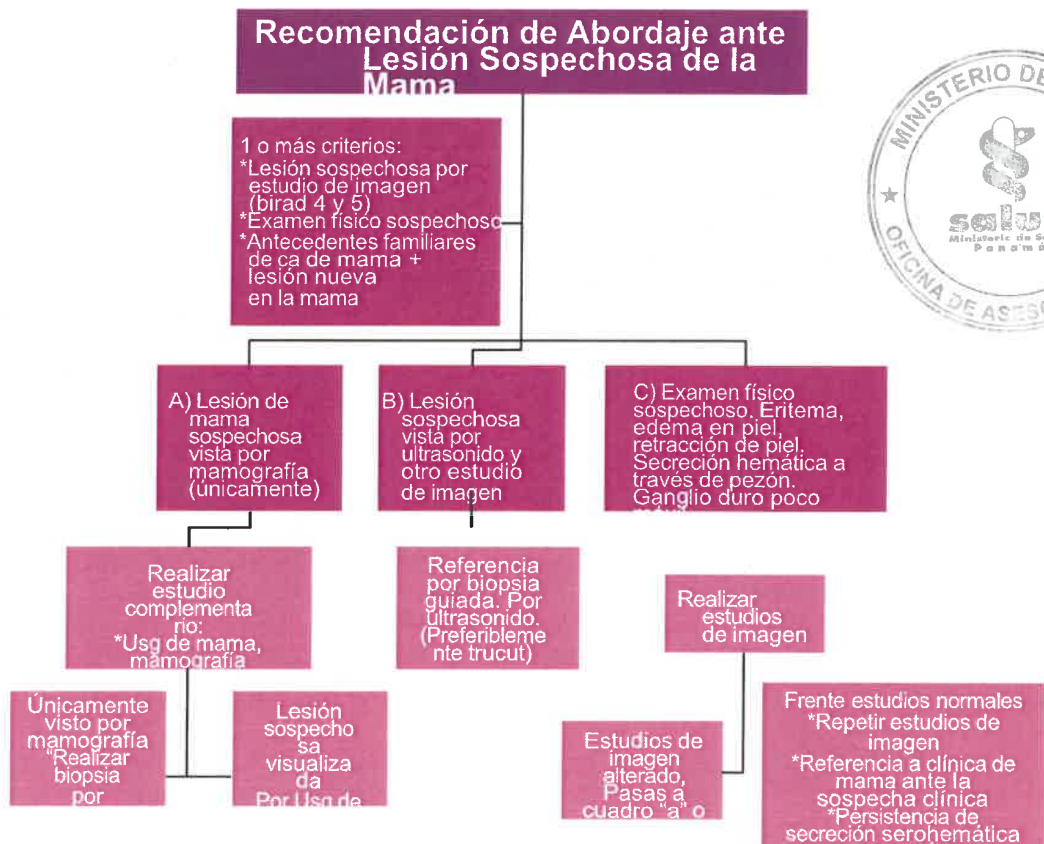 Recomendación de Abordaje ante
Lesión Sospechosa de la
Mama
1 o más criterios:
*Lesión sospechosa por
estudio de imagen
(birad 4 y 5)
*Examen físico sospechoso
*Antecedentes familiares
de ca de mama +
lesión nueva
en la mama
MINISTERIO DE
salu
Ministerio de
Panamá
OFICINA DE
A) Lesión de
mama
sospechosa
vista por
mamografía
(únicamente)
B) Lesión
sospechosa
vista por
ultrasonido y
otro estudio
de imagen
C) Examen físico
sospechoso. Eritema,
edema en piel,
retracción de piel.
Secreción hemática a
través de pezón.
Ganglio duro poco
Realizar
estudio
complementa
rio:
*Usg de mama,
mamografía
Referencia
por biopsia
guiada. Por
ultrasonido.
(Preferibleme
nte trucut)
Realizar
estudios
de imagen
Únicamente
visto por
mamografía
"Realizar
biopsia
por
Lesión
sospecho
sa
visualiza
da
Por Usg de
Estudios de
imagen
alterado,
Pasas a
cuadro "a" o
Frente estudios normales
*Repetir estudios de
imagen
*Referencia a clínica de
mama ante la
sospecha clínica
*Persistencia de
secreción serohemática